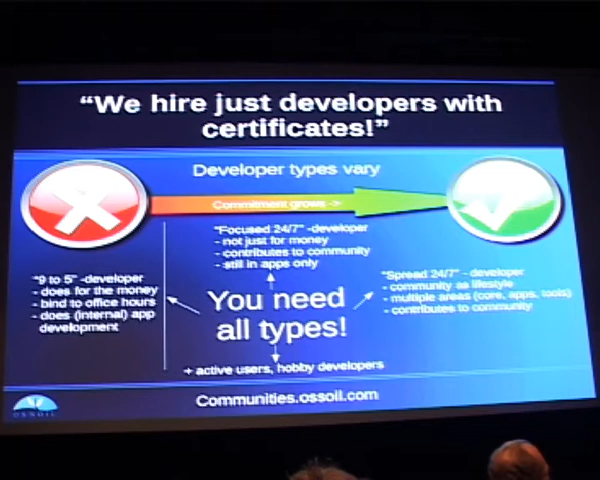 “We hire just developers with
certificates!”
Developer types vary
Commitment grows ->
"Focused 24/7" -developer
- not just for money
- contributes to community
- still in apps only
"9 to 5" -developer
- does for the money
- bind to office hours
- does (internal) app
development
"Spread 24/7" - developer
- community as lifestyle
- multiple areas (core, apps, tools)
- contributes to community
You need
all types!
+ active users, hobby developers
Communities.ossoil.com
OSSOIL